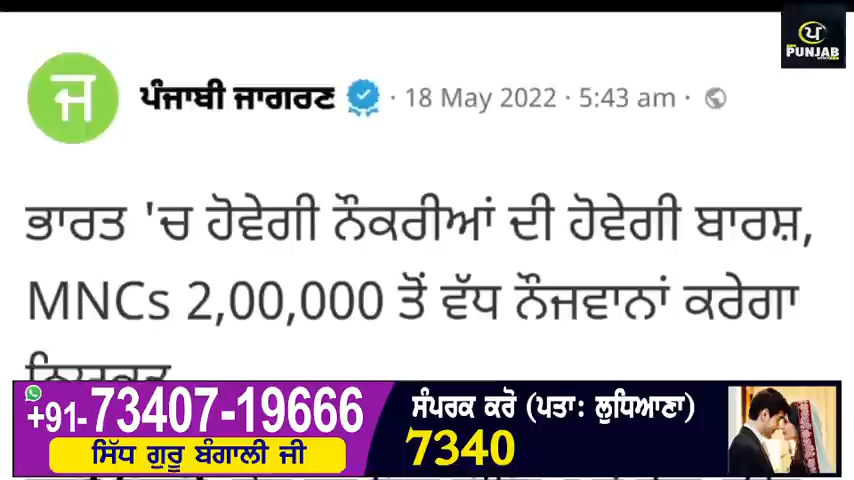 ਪ
PUNJAB
ਜ ਪੰਜਾਬੀ ਜਾਗਰਣ · 18 May 2022 · 5:43 am ·
ਭਾਰਤ 'ਚ ਹੋਵੇਗੀ ਨੌਕਰੀਆਂ ਦੀ ਹੋਵੇਗੀ ਬਾਰਸ਼,
MNCs 2,00,000 ਤੋਂ ਵੱਧ ਨੌਜਵਾਨਾਂ ਕਰੇਗਾ
+91-73407-19666
ਸਿੱਧ ਗੁਰੂ ਬੰਗਾਲੀ ਜੀ
ਸੰਪਰਕ ਕਰੋ (ਪਤਾ: ਲੁਧਿਆਣਾ)
7340